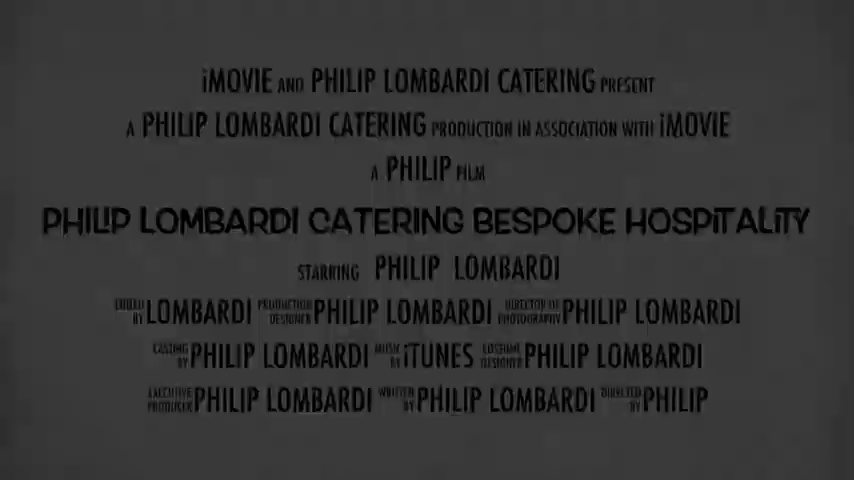 iMOVIE AND PHILIP LOMBARDI CATERING PRESENT
A PHILIP LOMBARDI CATERING PRODUCTION IN ASSOCIATION WITH iMOVIE
A PHILIP FILM
PHILIP LOMBARDI CATERING BESPOKE HOSPITALITY
STARRING PHILIP LOMBARDI
EDITED BY LOMBARDI PRODUCTION DESIGNER PHILIP LOMBARDI DIRECTOR OF PHOTOGRAPHY PHILIP LOMBARDI
CASTING BY PHILIP LOMBARDI MUSIC BY iTUNES COSTUME DESIGNER PHILIP LOMBARDI
EXECUTIVE PRODUCER PHILIP LOMBARDI WRITTEN BY PHILIP LOMBARDI DIRECTED BY PHILIP